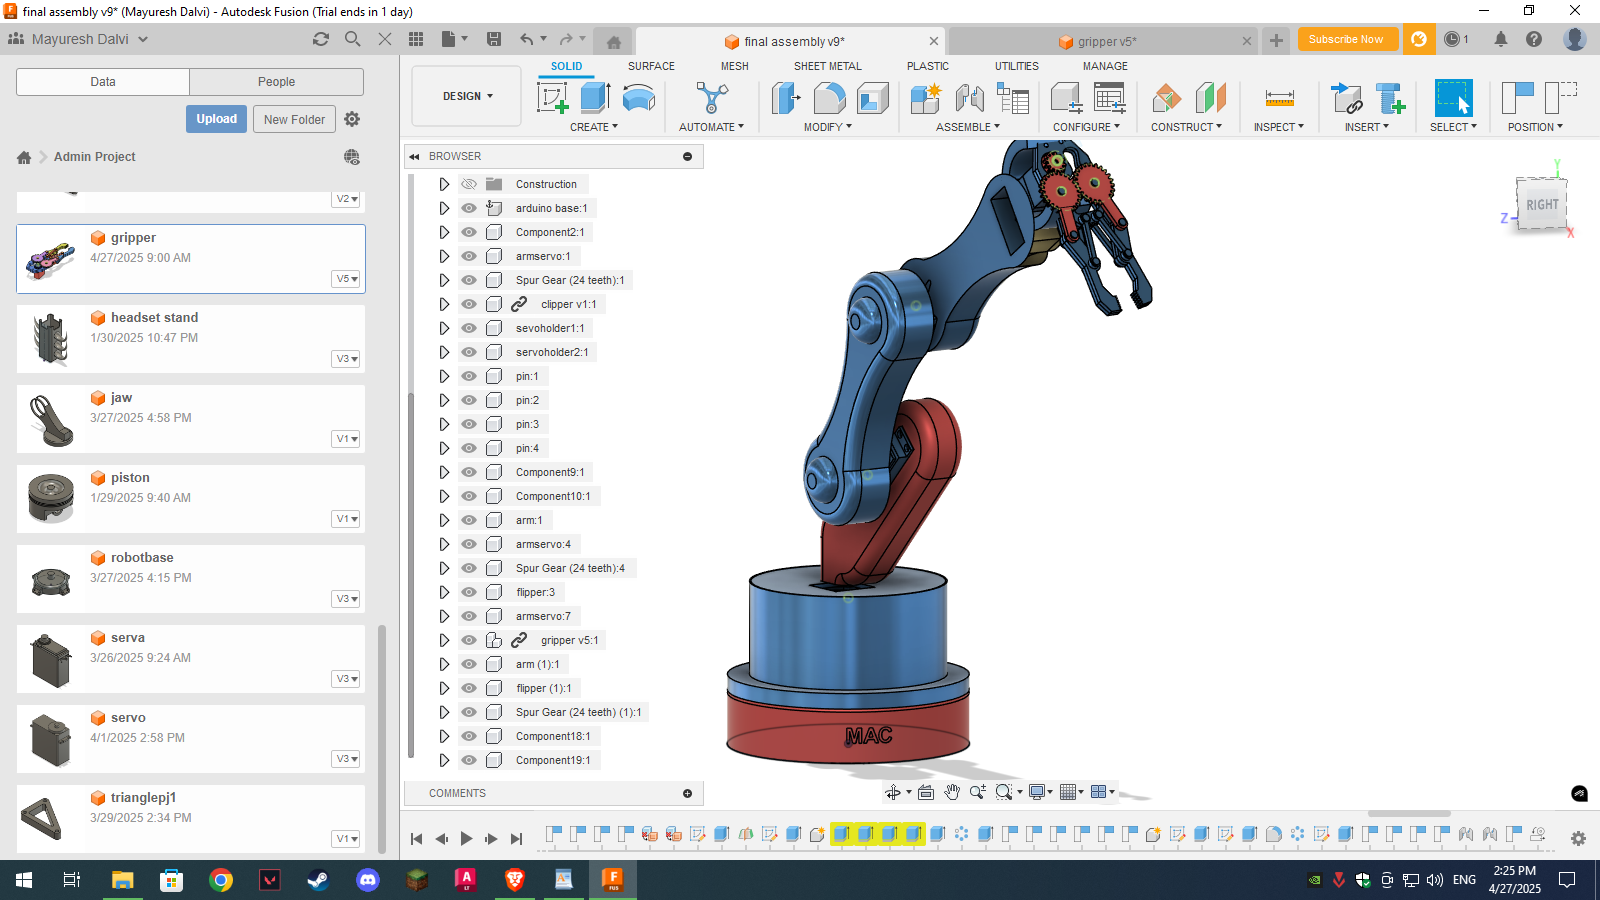 final assembly v9* (Mayuresh Dalvi) - Autodesk Fusion (Trial ends in 1 day)
Mayuresh Dalvi
final assembly v9*
gripper v5*
Subscribe Now
1
Data
People
Upload
New Folder
Admin Project
V2
gripper
4/27/2025 9:00 AM
V5
headset stand
1/30/2025 10:47 PM
V3
jaw
3/27/2025 4:58 PM
V1
piston
1/29/2025 9:40 AM
V1
robotbase
3/27/2025 4:15 PM
V3
serva
3/26/2025 9:24 AM
V3
servo
4/1/2025 2:58 PM
V3
trianglepj1
3/29/2025 2:34 PM
V1
DESIGN
SOLID
SURFACE
MESH
SHEET METAL
PLASTIC
UTILITIES
MANAGE
CREATE
AUTOMATE
MODIFY
ASSEMBLE
CONFIGURE
CONSTRUCT
INSPECT
INSERT
SELECT
POSITION
BROWSER
Construction
arduino base:1
Component2:1
armservo:1
Spur Gear (24 teeth):1
clipper v1:1
sevoholder1:1
servoholder2:1
pin:1
pin:2
pin:3
pin:4
Component9:1
Component10:1
arm:1
armservo:4
Spur Gear (24 teeth):4
flipper:3
armservo:7
gripper v5:1
arm (1):1
flipper (1):1
Spur Gear (24 teeth) (1):1
Component18:1
Component19:1
COMMENTS
MAC
Y
RIGHT
Z
X
ENG
2:25 PM
4/27/2025